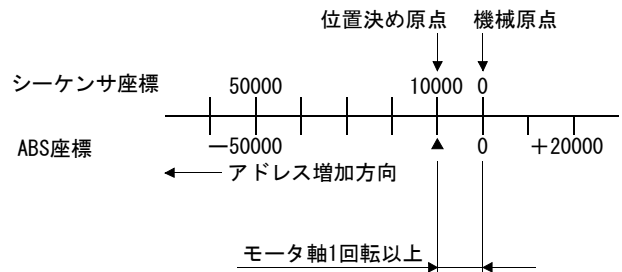 位置決め原点 機械原点
シーケンサ座標 50000 10000 0
ABS座標 －50000 0 ＋20000
アドレス増加方向
モータ軸1回転以上